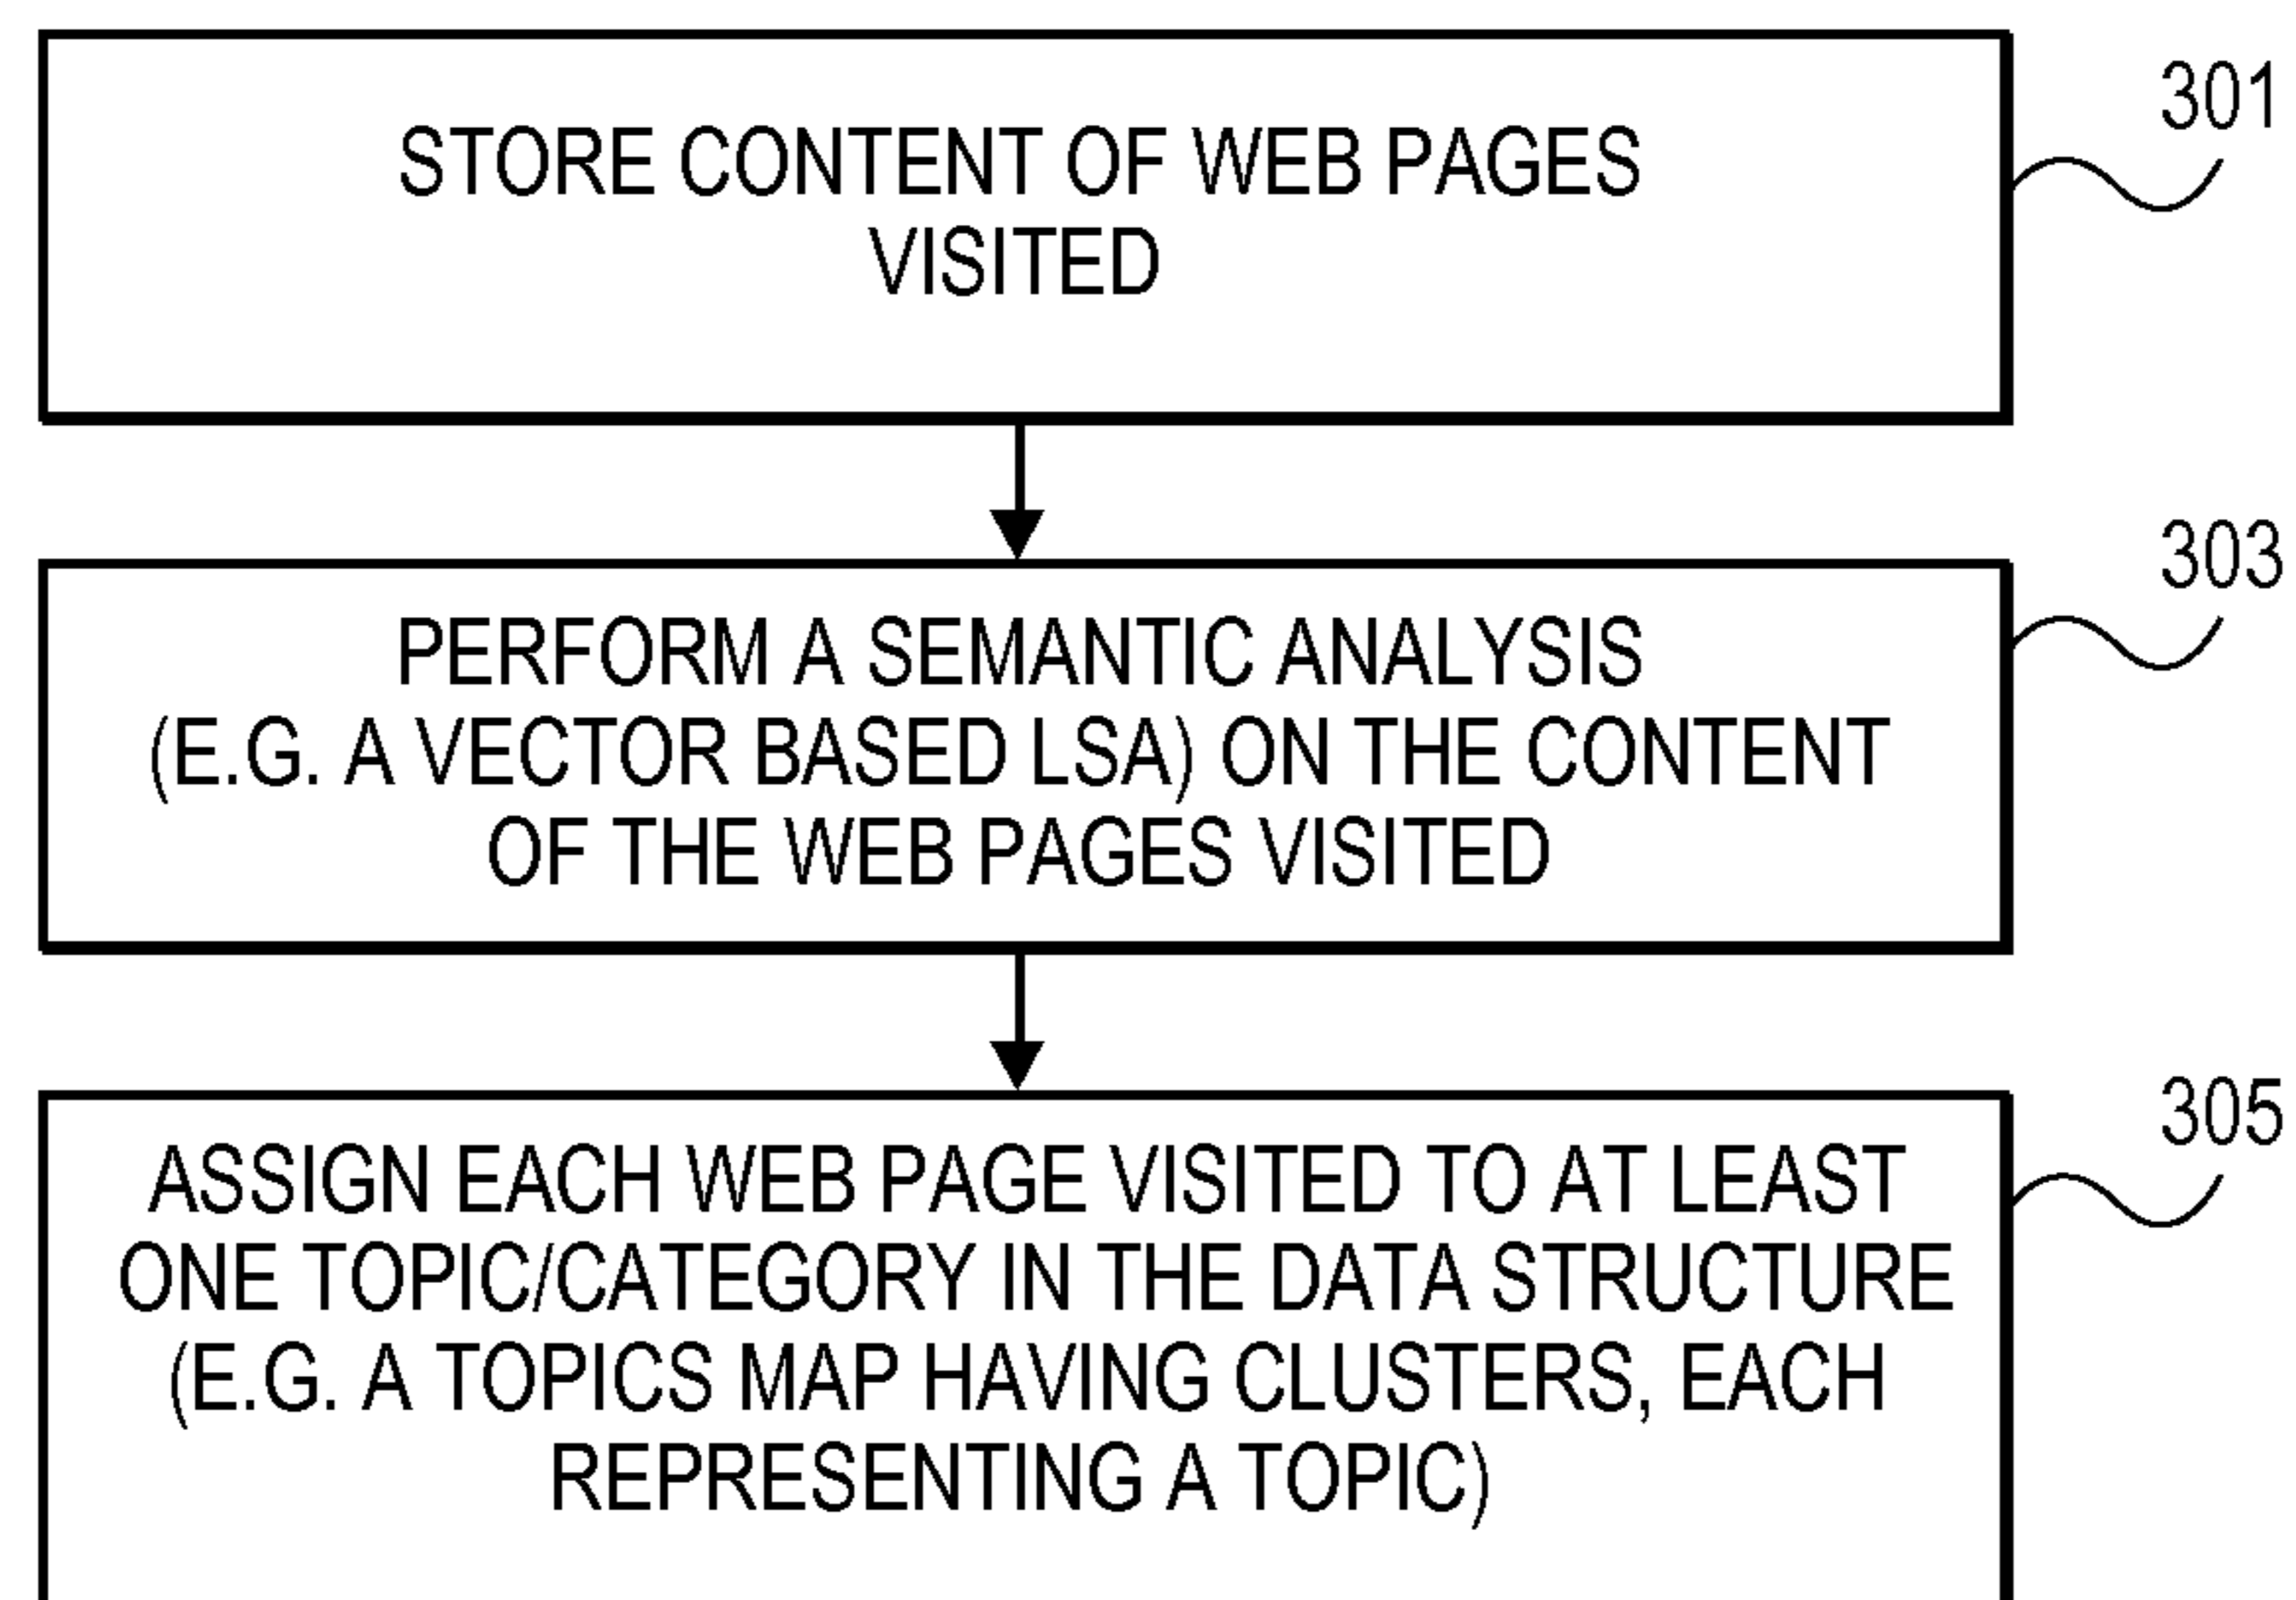 STORE CONTENT OF WEB PAGES
VISITED
301
PERFORM A SEMANTIC ANALYSIS
(E.G. A VECTOR BASED LSA) ON THE CONTENT
OF THE WEB PAGES VISITED
303
ASSIGN EACH WEB PAGE VISITED TO AT LEAST
ONE TOPIC/CATEGORY IN THE DATA STRUCTURE
(E.G. A TOPICS MAP HAVING CLUSTERS, EACH
REPRESENTING A TOPIC)
305